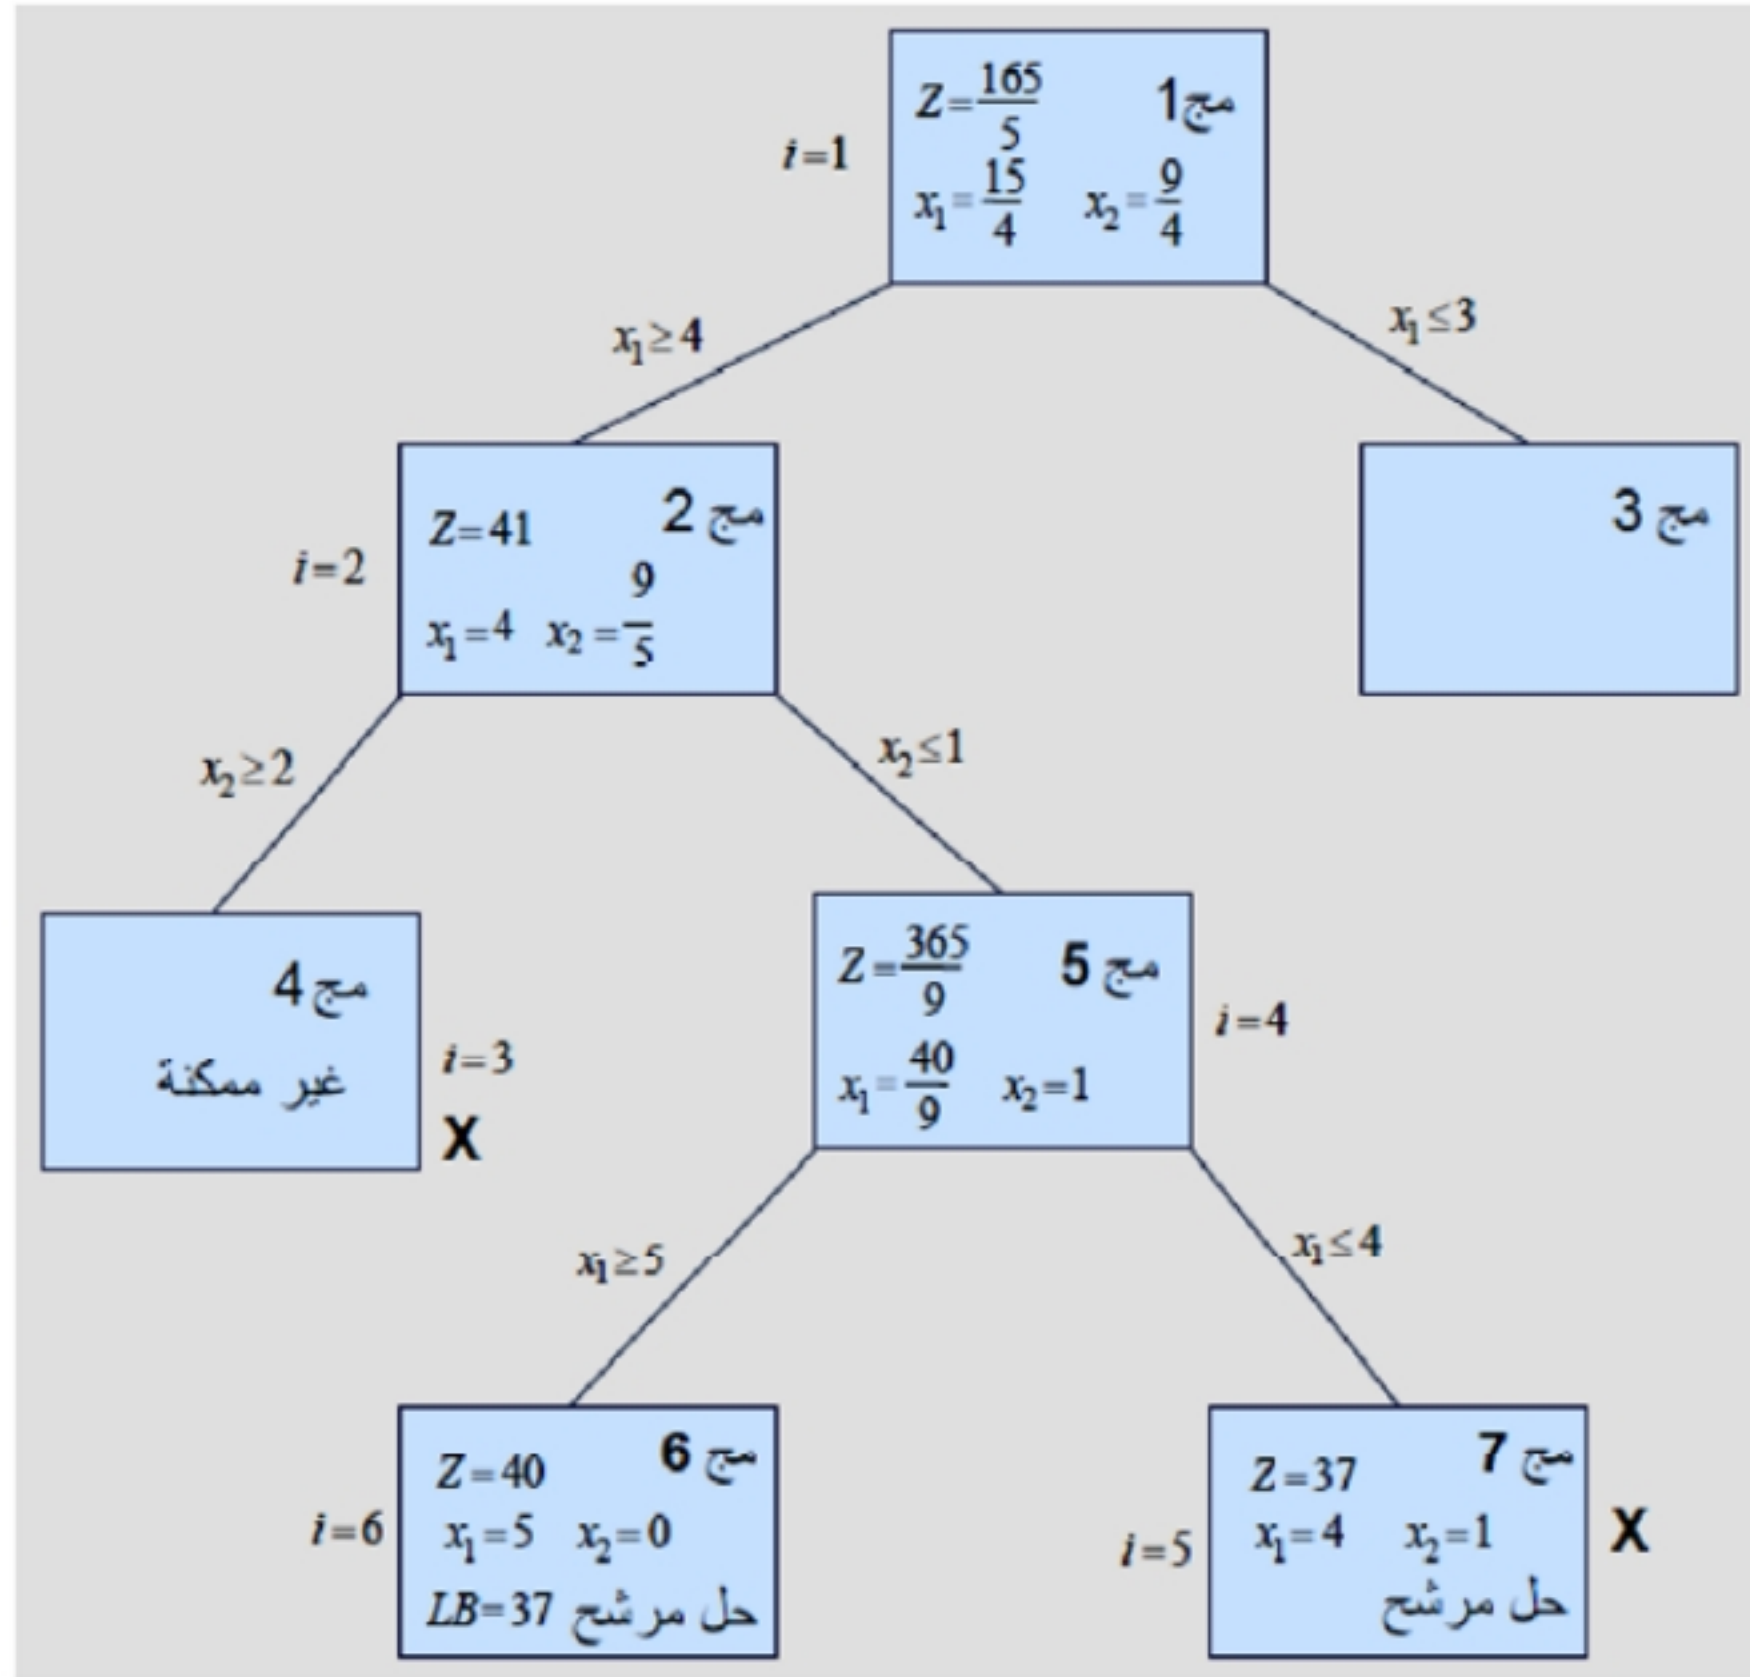 Z=165/5 مج1
i=1
x₁=15/4 x₂=9/4
x₁≥4
x₁≤3
Z=41 مج 2
i=2
x₁=4 x₂=9/5
مج 3
x₂≥2
x₂≤1
مج 4
غير ممكنة
i=3
X
Z=365/9 مج 5
i=4
x₁=40/9 x₂=1
x₁≥5
x₁≤4
Z=40 مج 6
i=6
x₁=5 x₂=0
LB=37 حل مرشح
Z=37 مج 7
i=5
x₁=4 x₂=1
حل مرشح
X